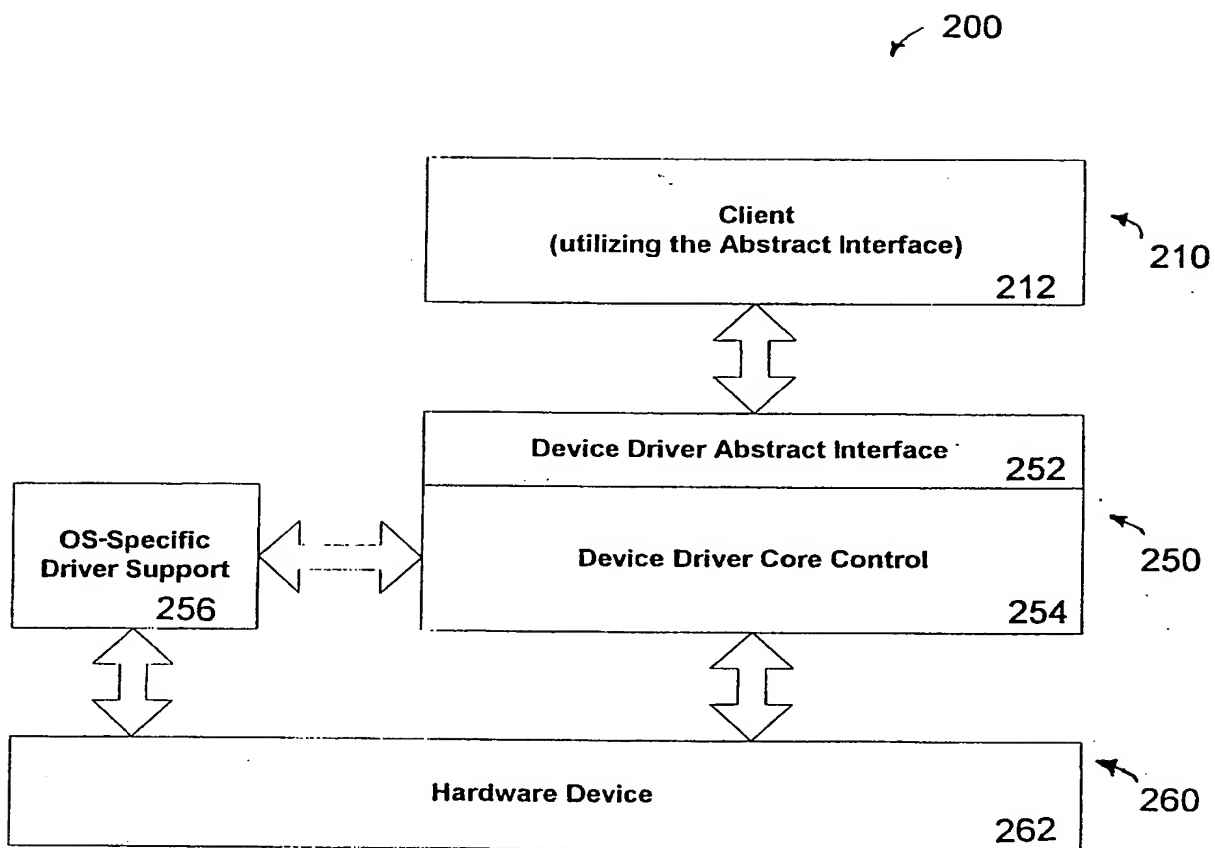 200
Client
(utilizing the Abstract Interface)
212
210
Device Driver Abstract Interface
252
OS-Specific
Driver Support
256
Device Driver Core Control
254
250
Hardware Device
262
260